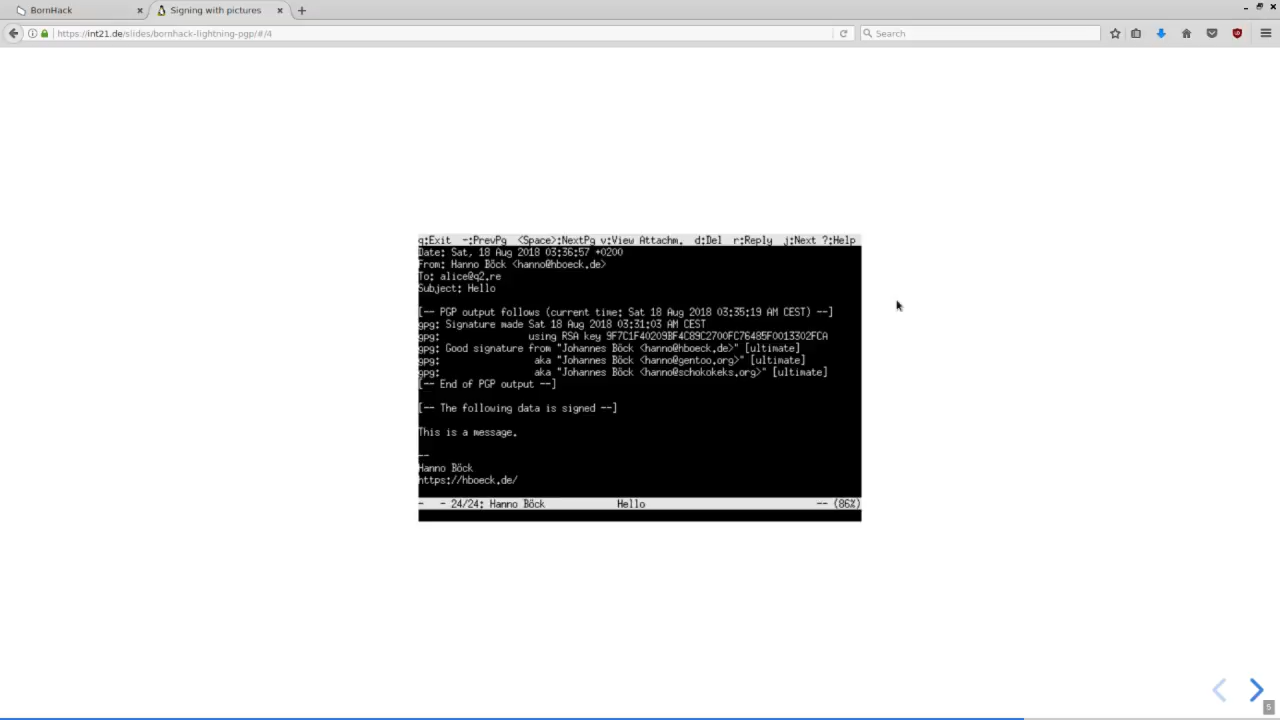 BornHack
Signing with pictures
https://int21.de/slides/bornhack-lightning-pgp/#/4
Search
q:Exit -:PrevPg <Space>:NextPg v:View Attachm. d:Del r:Reply j:Next ?:Help
Date: Sat, 18 Aug 2018 03:36:57 +0200
From: Hanno Böck <hanno@hboeck.de>
To: alice@q2.re
Subject: Hello
[-- PGP output follows (current time: Sat 18 Aug 2018 03:35:19 AM CEST) --]
gpg: Signature made Sat 18 Aug 2018 03:31:03 AM CEST
gpg: using RSA key 9F7C1F40209BF4C89C2700FC76485F0013302FCA
gpg: Good signature from "Johannes Böck <hanno@hboeck.de>" [ultimate]
gpg: aka "Johannes Böck <hanno@gentoo.org>" [ultimate]
gpg: aka "Johannes Böck <hanno@schokokeks.org>" [ultimate]
[-- End of PGP output --]
[-- The following data is signed --]
This is a message.
--
Hanno Böck
https://hboeck.de/
- - 24/24: Hanno Böck Hello -- (86%)
5